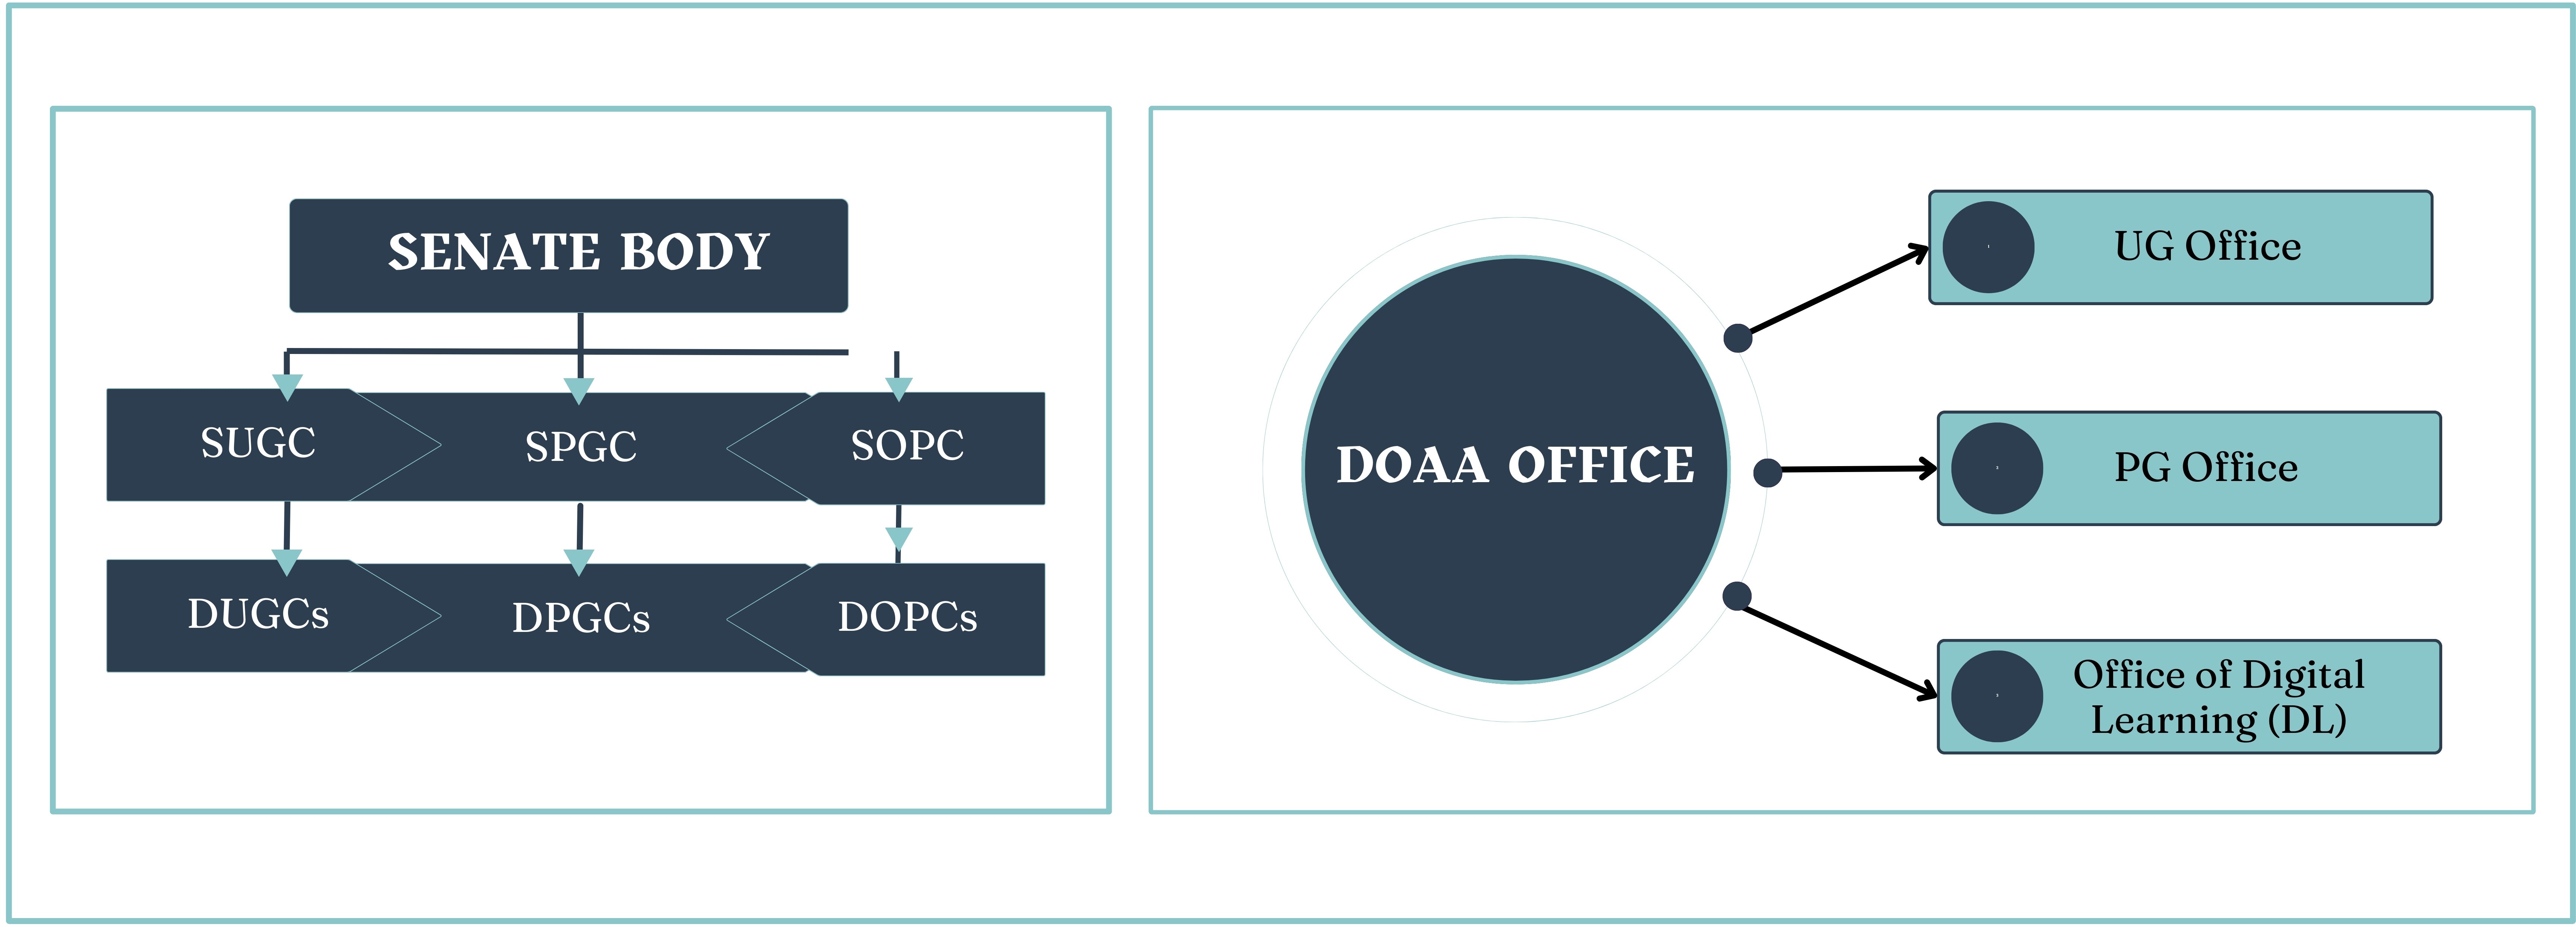 SENATE BODY
SUGC
SPGC
SOPC
DUGCs
DPGCs
DOPCs
DOAA OFFICE
UG Office
PG Office
Office of Digital
Learning (DL)